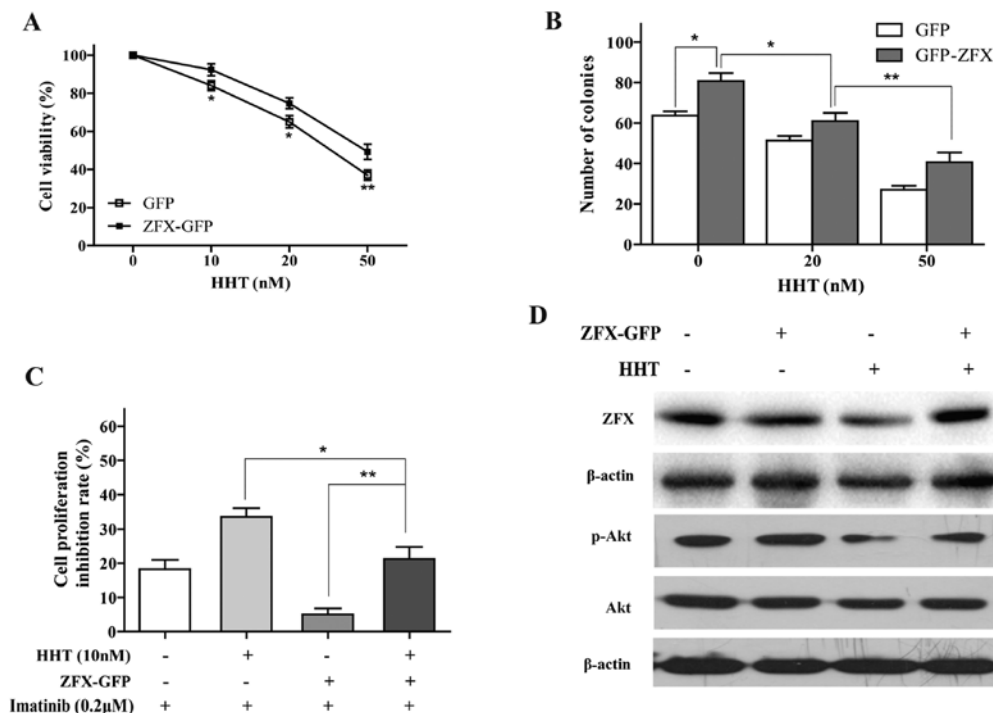 A
Cell viability (%)
100
80
60
40
20
0
*
*
**
GFP
ZFX-GFP
0 10 20 50
HHT (nM)
B
GFP
GFP-ZFX
Number of colonies
100
80
60
40
20
0
* * **
0 20 50
HHT (nM)
C
Cell proliferation
inhibition rate (%)
60
50
40
30
20
10
0
*
**
HHT (10nM) - + - +
ZFX-GFP - - + +
Imatinib (0.2μM) + + + +
D
ZFX-GFP - + - +
HHT - - + +
ZFX
β-actin
p-Akt
Akt
β-actin